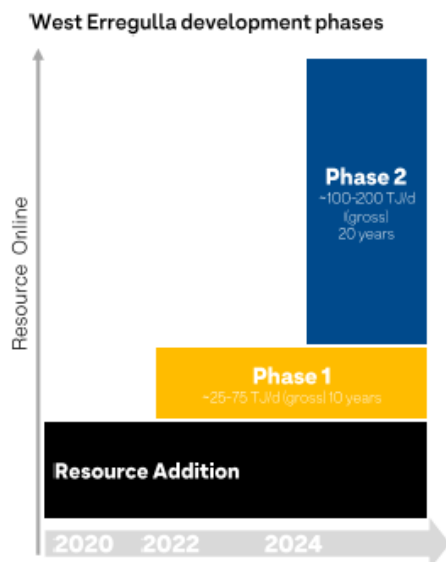 West Erregulla development phases
Resource Online
Phase 2
~100-200 TJ/d
(gross)
20 years
Phase 1
~25-75 TJ/d (gross) 10 years
Resource Addition
2020 2022 2024